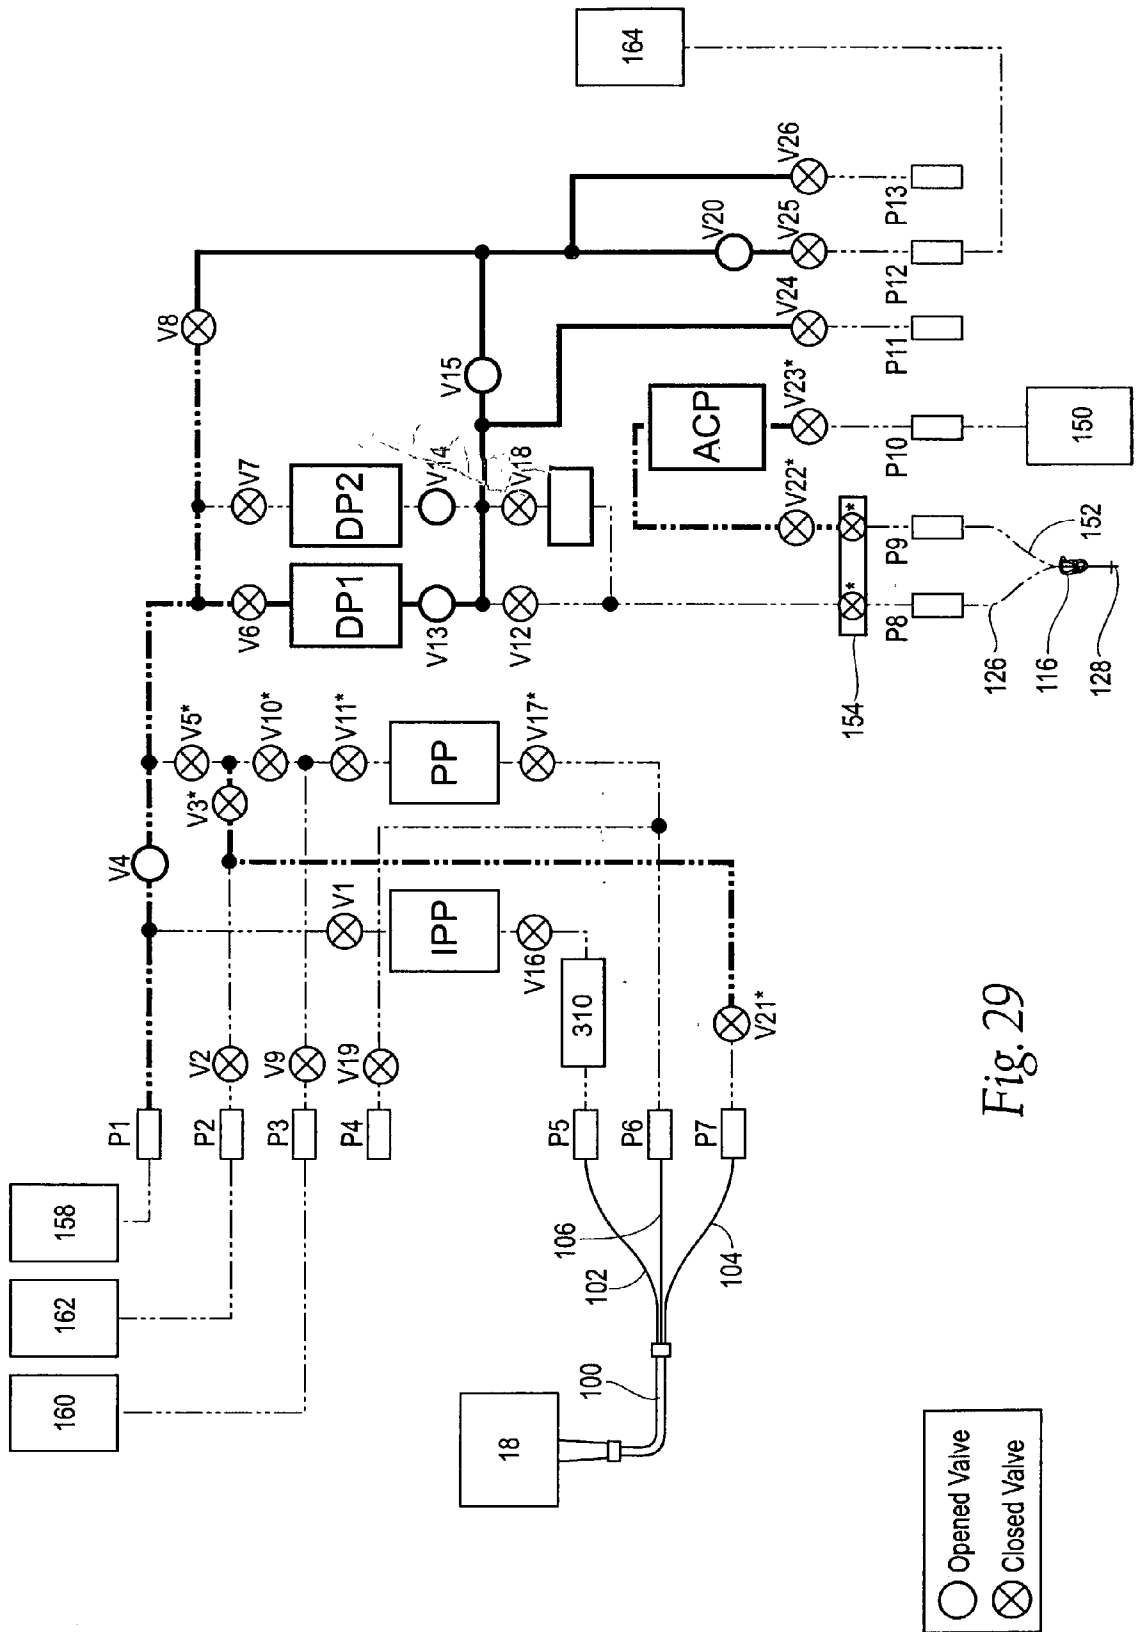 160
162
158
P1
V4
V8
P2
V2
V3*
V5*
V6
V7
P3
V9
V10*
P4
V19
V1
V11*
DP1
DP2
IPP
PP
V13
V14
V15
18
V16
V17*
V12
V18
P5
310
100
102
106
P6
164
104
P7
V21*
ACP
V20
V22*
V23*
V24
V25
V26
154
*
*
P8
P9
P10
P11
P12
P13
126
116
128
152
150
Opened Valve
Closed Valve
Fig. 29